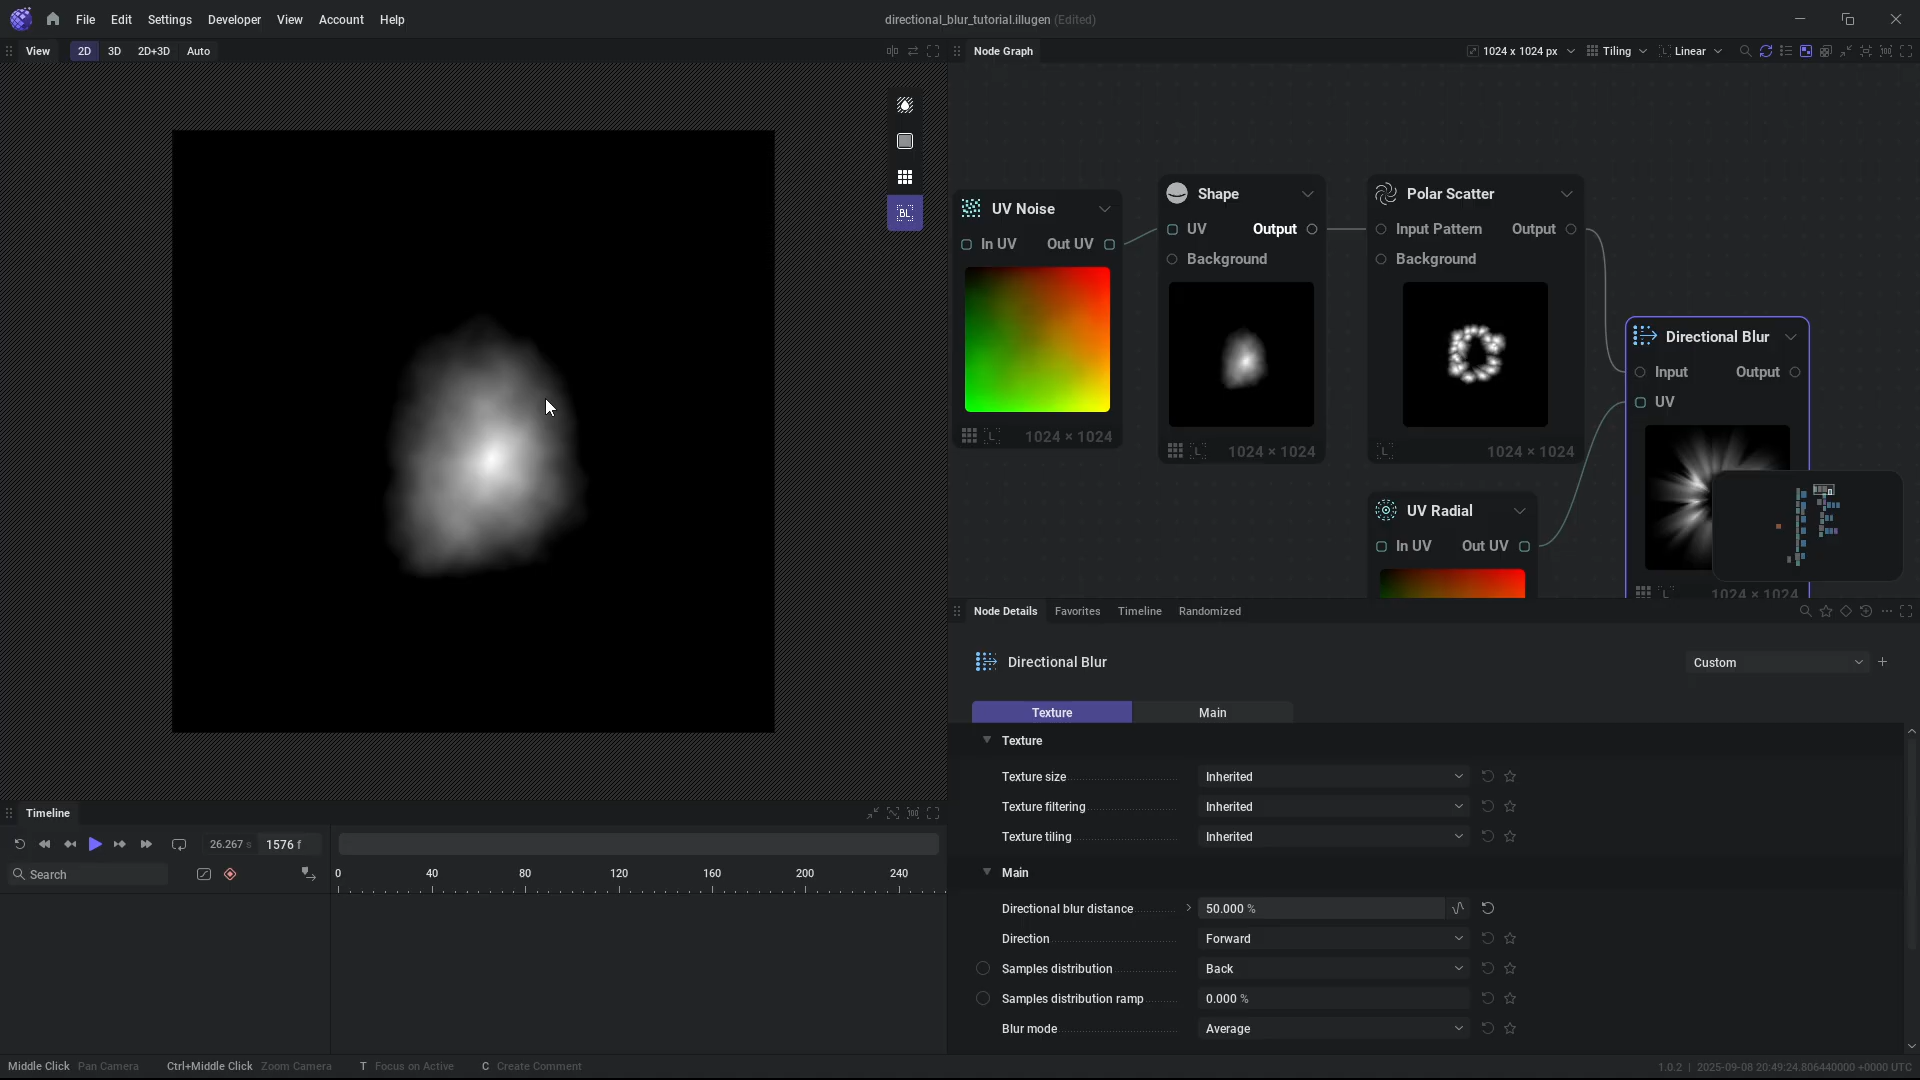 File Edit Settings Developer View Account Help
directional_blur_tutorial.illugen (Edited)
View 2D 3D 2D+3D Auto
Node Graph
1024 x 1024 px Tiling L Linear
BL
UV Noise
In UV Out UV
L 1024 × 1024
Shape
UV Output
Background
L 1024 × 1024
Polar Scatter
Input Pattern Output
Background
L 1024 × 1024
Directional Blur
Input Output
UV
L 1024 × 1024
UV Radial
In UV Out UV
Node Details Favorites Timeline Randomized
Directional Blur
Custom
Texture Main
Texture
Texture size Inherited
Texture filtering Inherited
Texture tiling Inherited
Main
Directional blur distance 50.000 %
Direction Forward
Samples distribution Back
Samples distribution ramp 0.000 %
Blur mode Average
Timeline
26.267 s 1576 f
Search
0 40 80 120 160 200 240
Middle Click Pan Camera Ctrl+Middle Click Zoom Camera T Focus on Active C Create Comment
1.0.2 | 2025-09-08 20:49:24.806440000 +0000 UTC